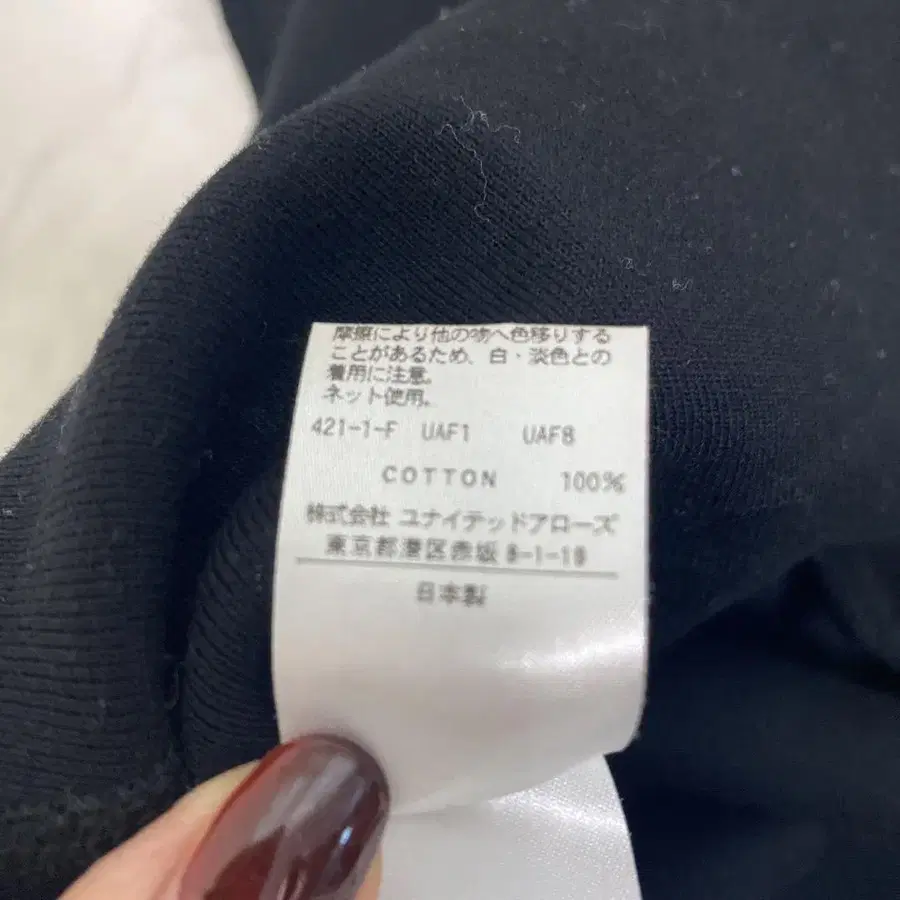 摩擦により他の物へ色移りする
ことがあるため、白・淡色との
着用に注意。
ネット使用。
421-1-F UAF1 UAF8
COTTON 100%
株式会社 ユナイテッドアローズ
東京都港区赤坂 8-1-19
日本製